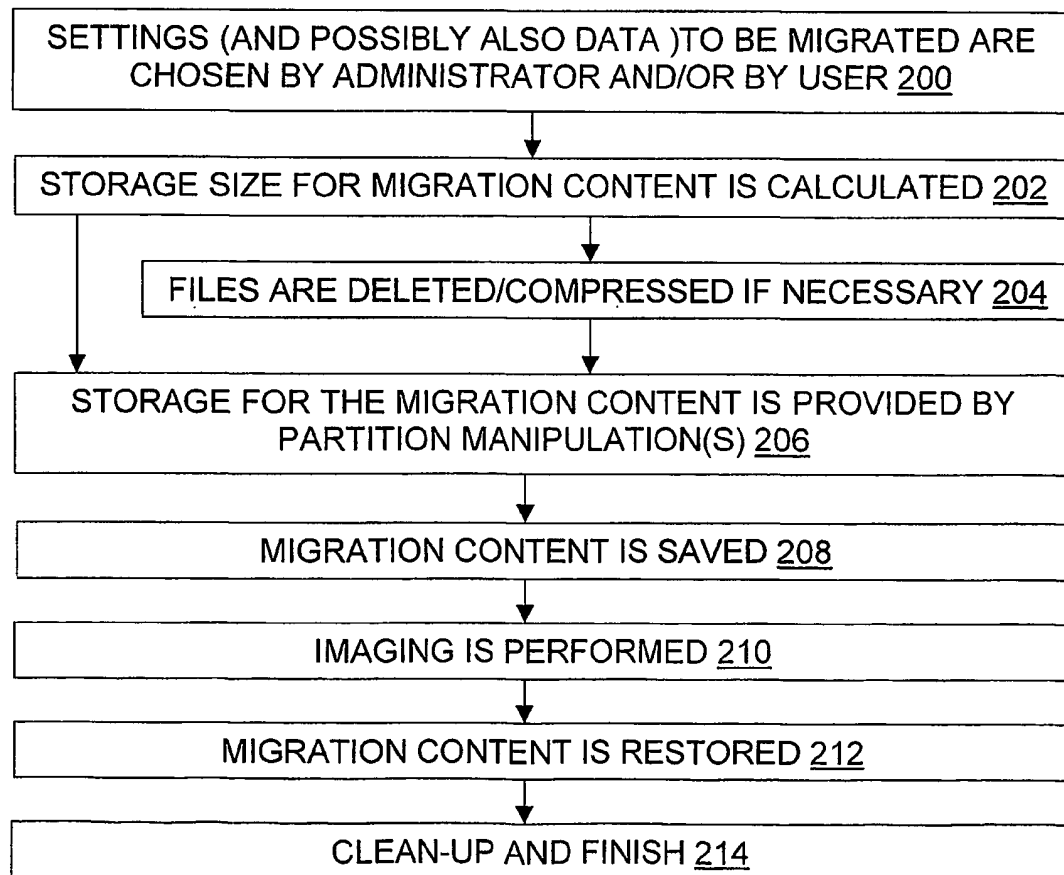 SETTINGS (AND POSSIBLY ALSO DATA )TO BE MIGRATED ARE
CHOSEN BY ADMINISTRATOR AND/OR BY USER 200
STORAGE SIZE FOR MIGRATION CONTENT IS CALCULATED 202
FILES ARE DELETED/COMPRESSED IF NECESSARY 204
STORAGE FOR THE MIGRATION CONTENT IS PROVIDED BY
PARTITION MANIPULATION(S) 206
MIGRATION CONTENT IS SAVED 208
IMAGING IS PERFORMED 210
MIGRATION CONTENT IS RESTORED 212
CLEAN-UP AND FINISH 214